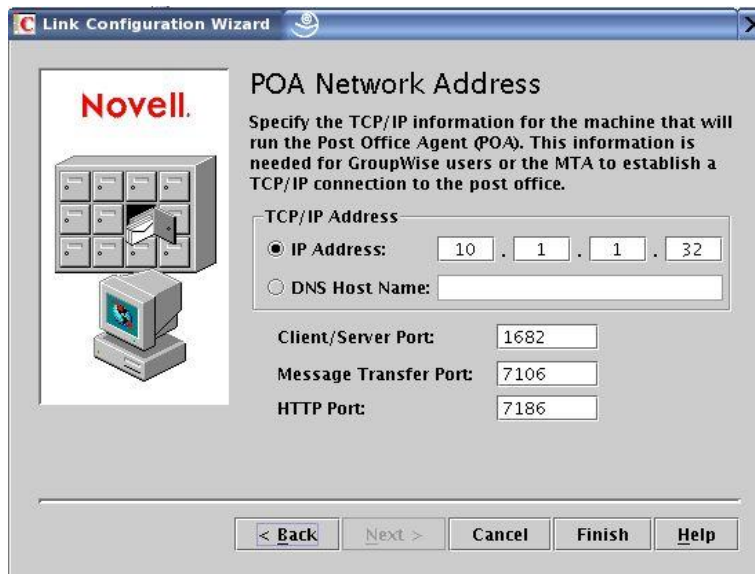 Link Configuration Wizard
Novell.
POA Network Address
Specify the TCP/IP information for the machine that will
run the Post Office Agent (POA). This information is
needed for GroupWise users or the MTA to establish a
TCP/IP connection to the post office.
TCP/IP Address
IP Address: 10 . 1 . 1 . 32
DNS Host Name:
Client/Server Port: 1682
Message Transfer Port: 7106
HTTP Port: 7186
< Back Next > Cancel Finish Help